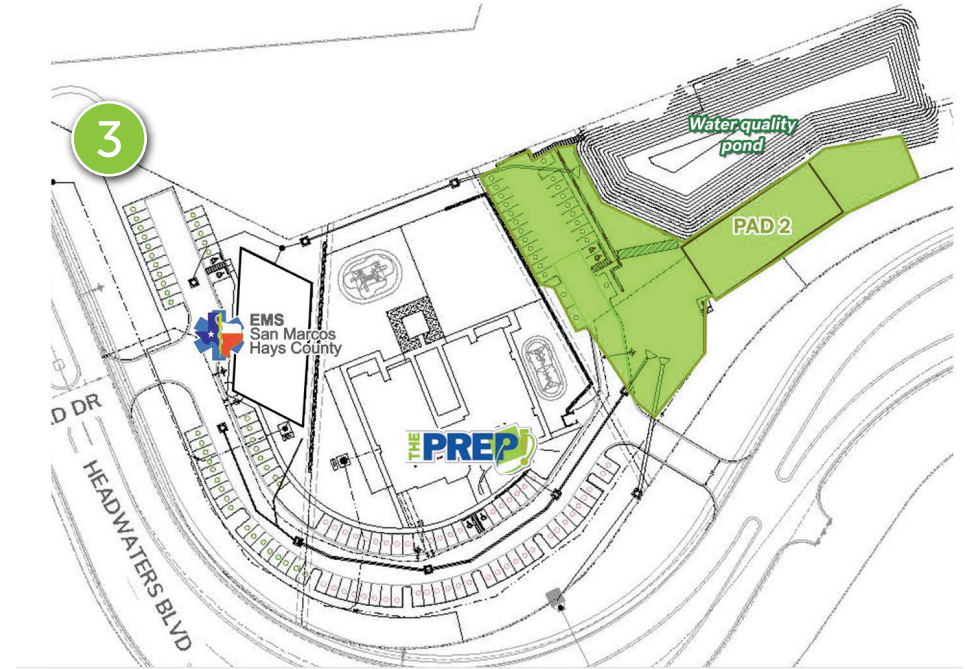 3
Water quality
pond
PAD 2
EMS
San Marcos
Hays County
D DR
THE PREP!
HEADWATERS BLVD